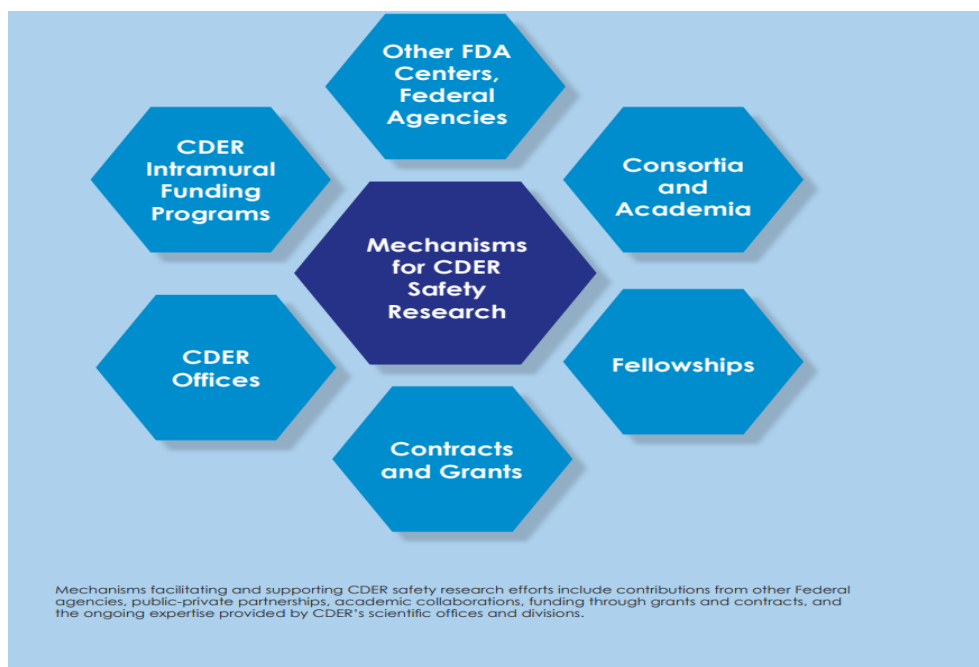 Other FDA
Centers,
Federal
Agencies
CDER
Intramural
Funding
Programs
Consortia
and
Academia
Mechanisms
for CDER
Safety
Research
CDER
Offices
Fellowships
Contracts
and Grants
Mechanisms facilitating and supporting CDER safety research efforts include contributions from other Federal
agencies, public-private partnerships, academic collaborations, funding through grants and contracts, and
the ongoing expertise provided by CDER's scientific offices and divisions.